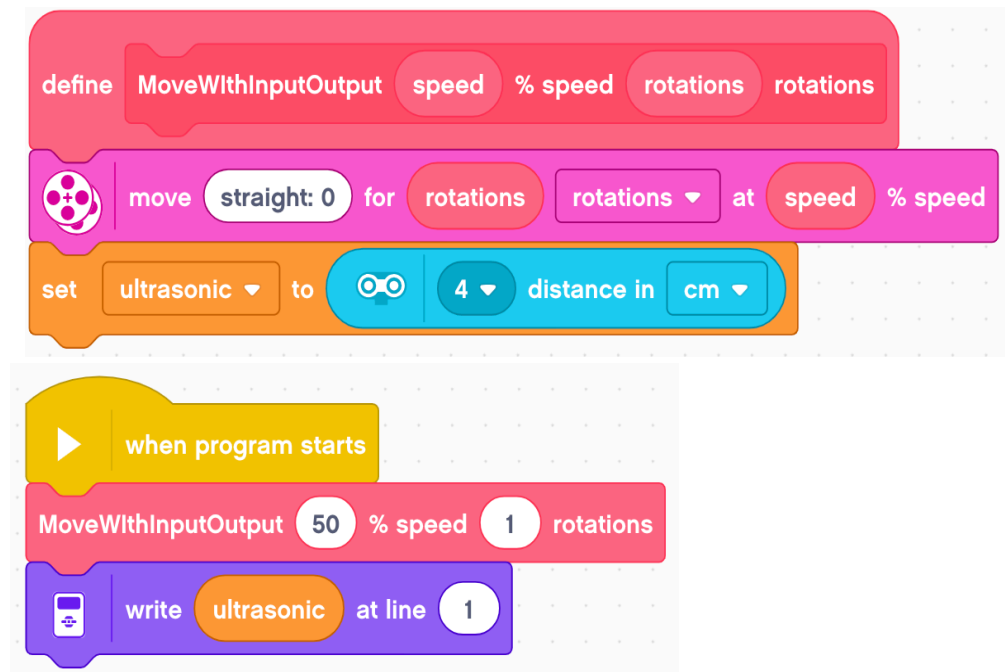 define MoveWIthInputOutput speed % speed rotations rotations
move straight: 0 for rotations rotations at speed % speed
set ultrasonic to 4 distance in cm
when program starts
MoveWIthInputOutput 50 % speed 1 rotations
write ultrasonic at line 1